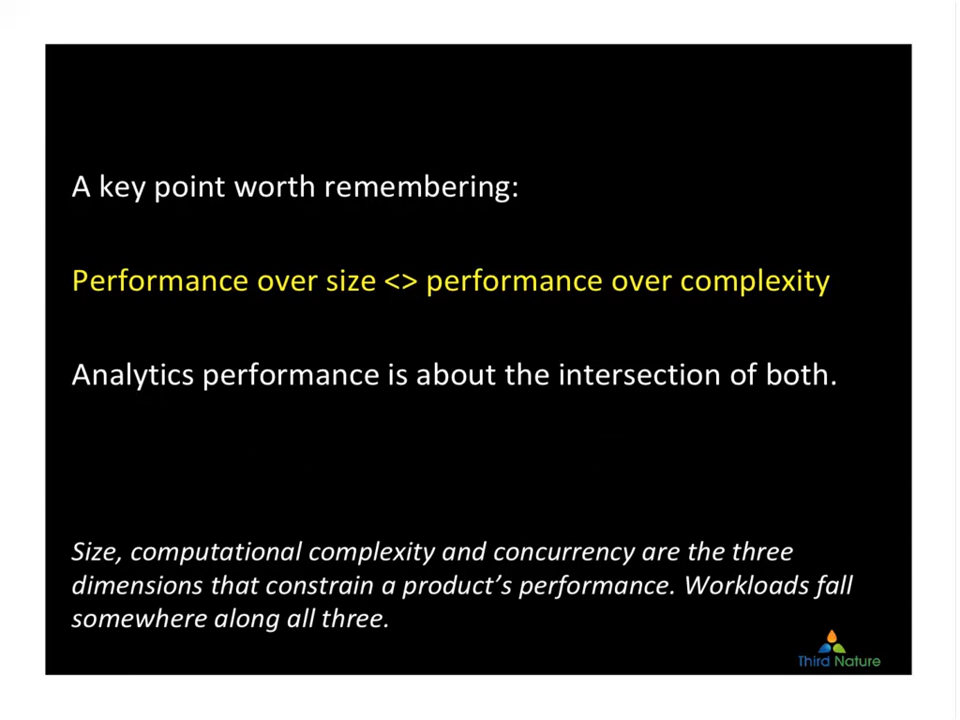 A key point worth remembering:
Performance over size <> performance over complexity
Analytics performance is about the intersection of both.
Size, computational complexity and concurrency are the three
dimensions that constrain a product’s performance. Workloads fall
somewhere along all three.
Third Nature